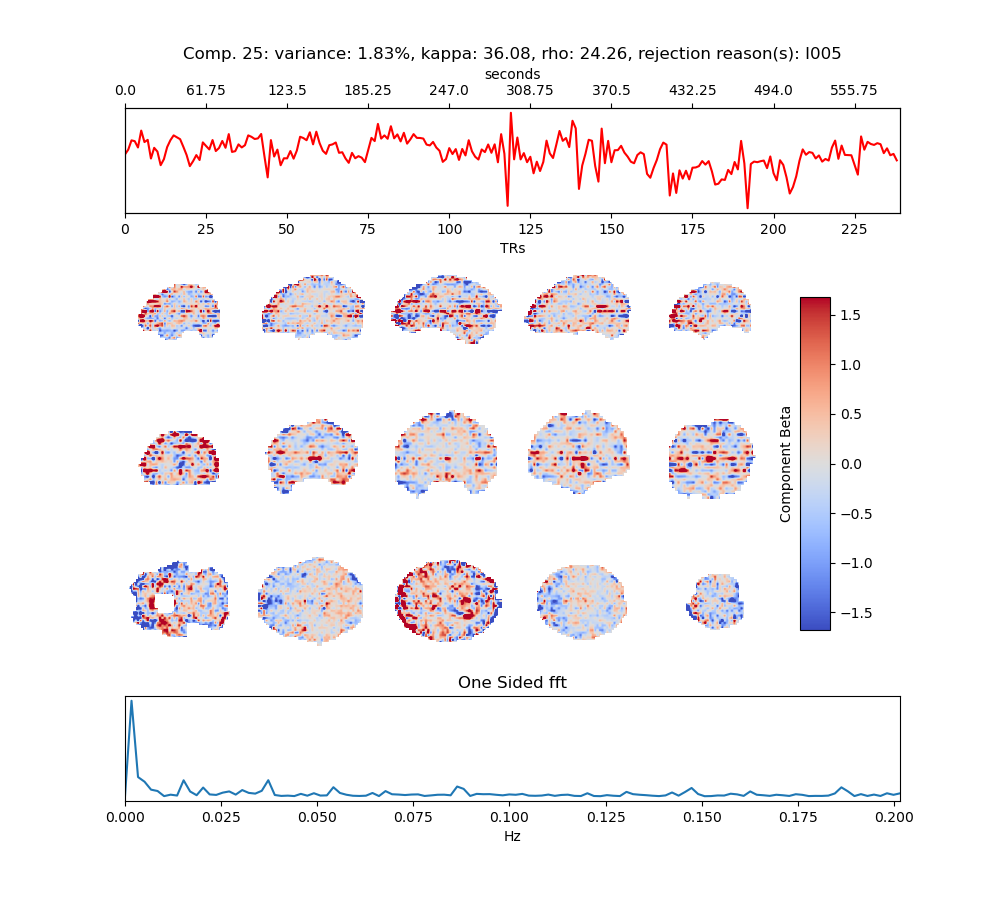 Comp. 25: variance: 1.83%, kappa: 36.08, rho: 24.26, rejection reason(s): I005
seconds
0.0 61.75 123.5 185.25 247.0 308.75 370.5 432.25 494.0 555.75
0 25 50 75 100 125 150 175 200 225
TRs
1.5
1.0
0.5
0.0
−0.5
−1.0
−1.5
Component Beta
One Sided fft
0.000 0.025 0.050 0.075 0.100 0.125 0.150 0.175 0.200
Hz